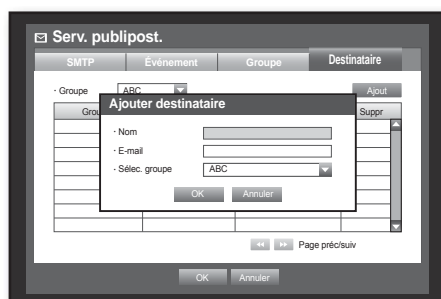 Serv. publipost.
SMTP Événement Groupe Destinataire
· Groupe ABC Ajout
Grou Suppr
Ajouter destinataire
· Nom
· E-mail
· Sélec. groupe ABC
OK Annuler
Page préc/suiv
OK Annuler